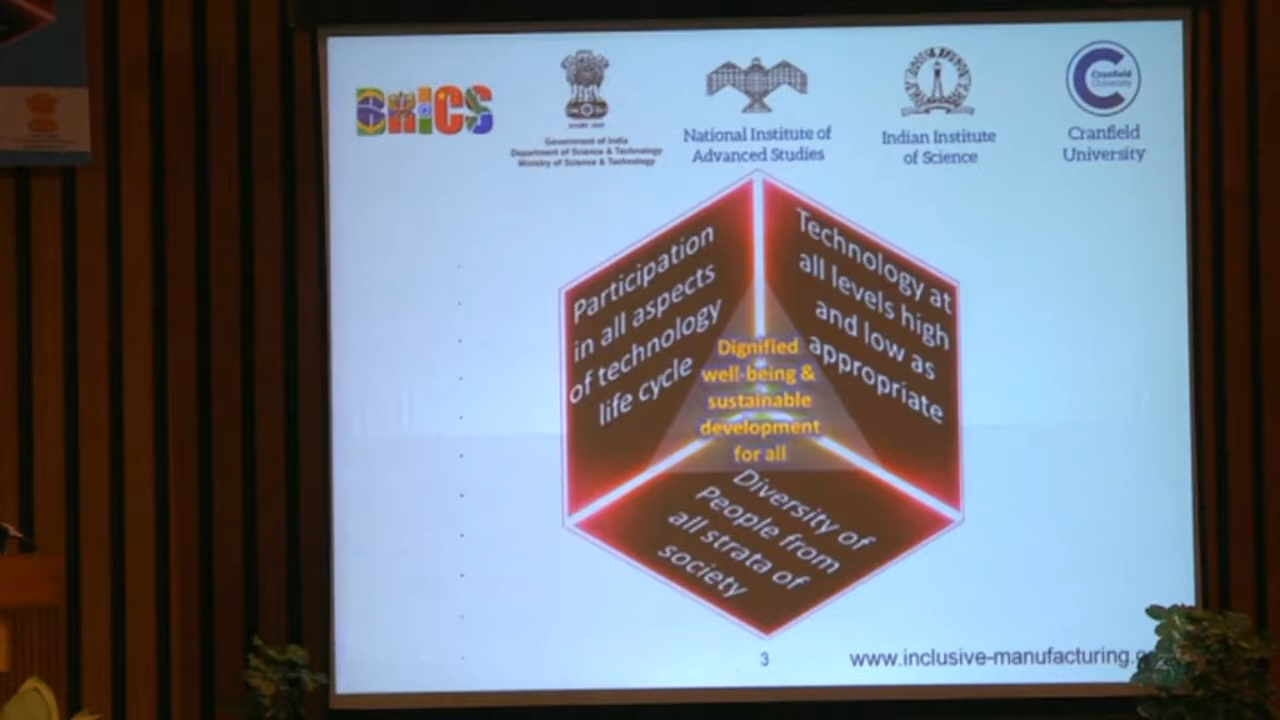 BRICS
Government of India
Department of Science & Technology
Ministry of Science & Technology
National Institute of
Advanced Studies
Indian Institute
of Science
Cranfield
University
Cranfield
University
Participation
in all aspects
of technology
life cycle
Technology at
all levels high
and low as
appropriate
Dignified
well-being &
sustainable
development
for all
Diversity of
People from
all strata of
society
3
www.inclusive-manufacturing.